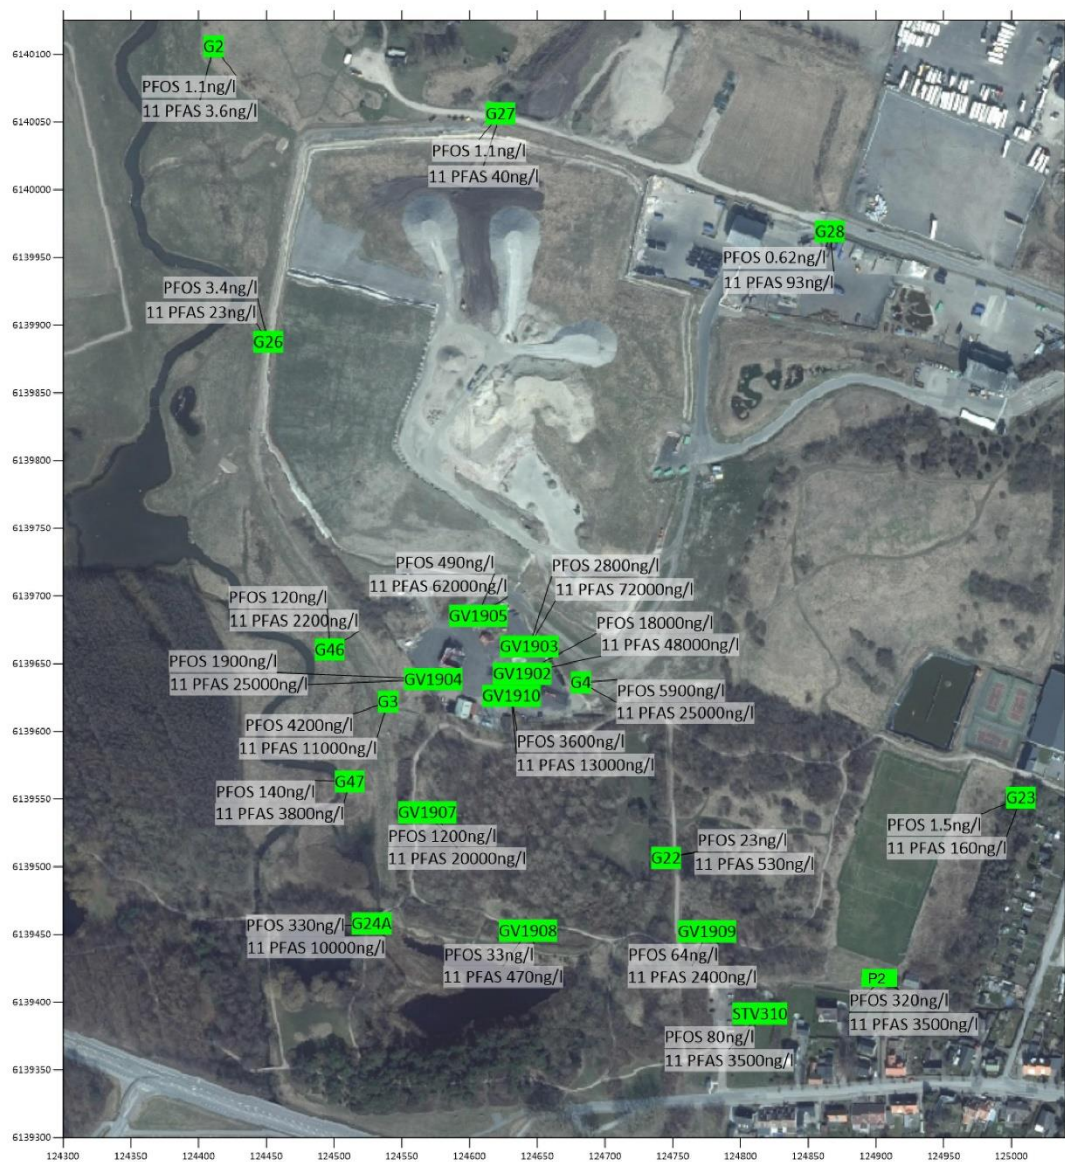 6140100
6140050
6140000
6139950
6139900
6139850
6139800
6139750
6139700
6139650
6139600
6139550
6139500
6139450
6139400
6139350
6139300
G2
PFOS 1.1ng/l
11 PFAS 3.6ng/l
G27
PFOS 1.1ng/l
11 PFAS 40ng/l
G28
PFOS 0.62ng/l
11 PFAS 93ng/l
PFOS 3.4ng/l
11 PFAS 23ng/l
G26
PFOS 490ng/l
11 PFAS 62000ng/l
GV1905
PFOS 2800ng/l
11 PFAS 72000ng/l
GV1903
PFOS 120ng/l
11 PFAS 2200ng/l
G46
PFOS 18000ng/l
11 PFAS 48000ng/l
GV1902
PFOS 1900ng/l
11 PFAS 25000ng/l
GV1904
G4
PFOS 5900ng/l
11 PFAS 25000ng/l
GV1910
PFOS 3600ng/l
11 PFAS 13000ng/l
G3
PFOS 4200ng/l
11 PFAS 11000ng/l
G47
PFOS 140ng/l
11 PFAS 3800ng/l
GV1907
PFOS 1200ng/l
11 PFAS 20000ng/l
G23
PFOS 1.5ng/l
11 PFAS 160ng/l
G22
PFOS 23ng/l
11 PFAS 530ng/l
G24A
PFOS 330ng/l
11 PFAS 10000ng/l
GV1908
PFOS 33ng/l
11 PFAS 470ng/l
GV1909
PFOS 64ng/l
11 PFAS 2400ng/l
P2
PFOS 320ng/l
11 PFAS 3500ng/l
STV310
PFOS 80ng/l
11 PFAS 3500ng/l
124300 124350 124400 124450 124500 124550 124600 124650 124700 124750 124800 124850 124900 124950 125000